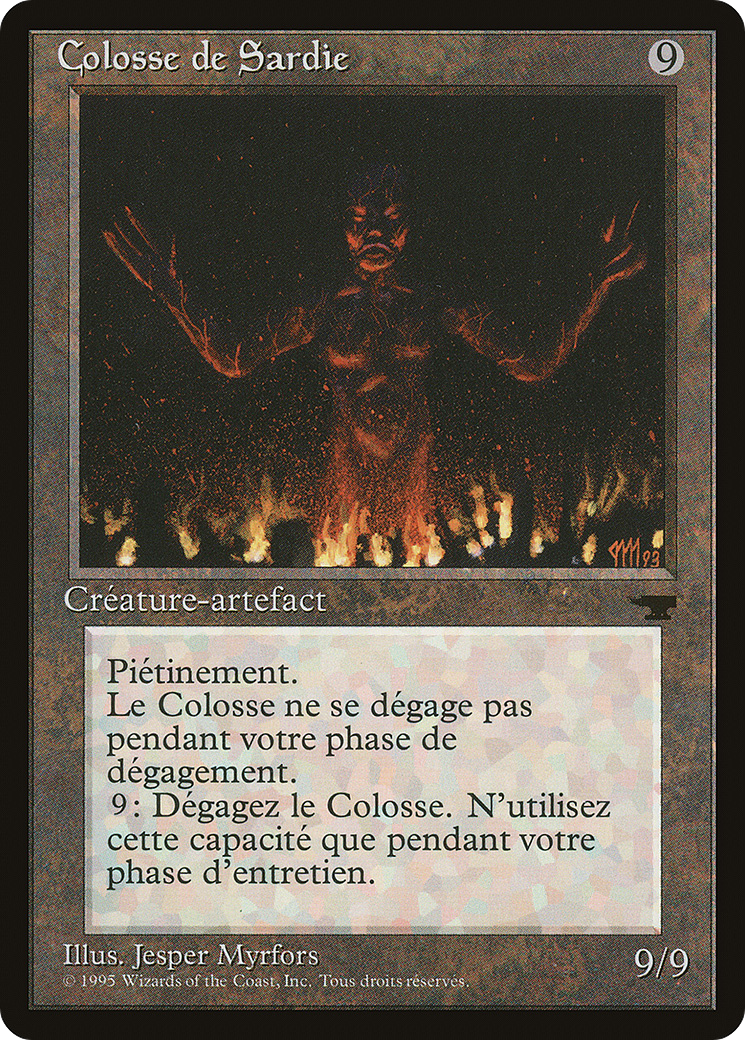 Colosse de Sardie
9
JM 93
Créature-artefact
Piétinement.
Le Colosse ne se dégage pas
pendant votre phase de
dégagement.
9: Dégagez le Colosse. N'utilisez
cette capacité que pendant votre
phase d'entretien.
Illus. Jesper Myrfors
9/9
© 1995 Wizards of the Coast, Inc. Tous droits réservés.